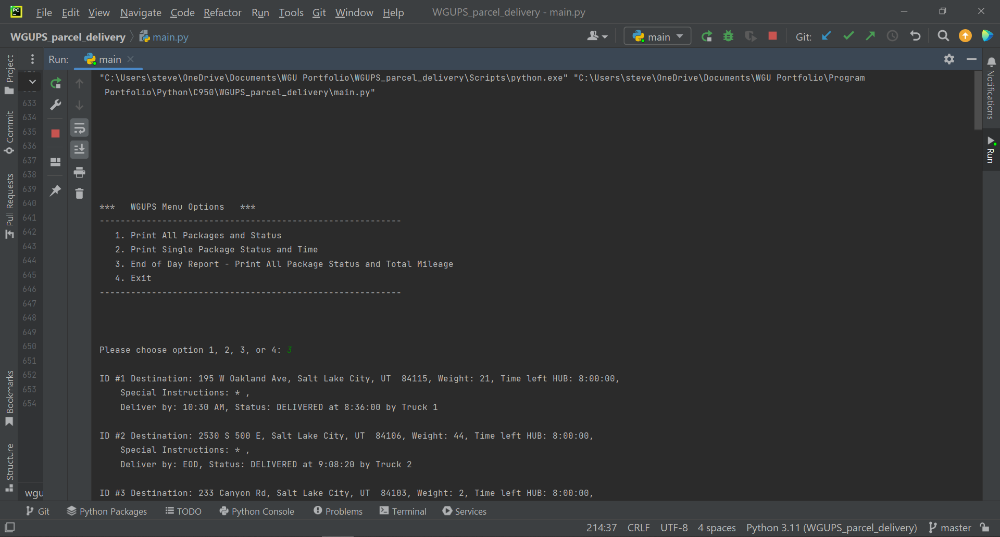 PC
File Edit View Navigate Code Refactor Run Tools Git Window Help WGUPS_parcel_delivery - main.py
WGUPS_parcel_delivery main.py main Git:
Run: main
Project
Commit
Pull Requests
Bookmarks
Structure
Notifications
Run
633
634
635
636
637
638
639
640
641
642
643
644
645
646
647
648
649
650
651
652
653
654
wgu
"C:\Users\steve\OneDrive\Documents\WGU Portfolio\WGUPS_parcel_delivery\Scripts\python.exe" "C:\Users\steve\OneDrive\Documents\WGU Portfolio\Program
Portfolio\Python\C950\WGUPS_parcel_delivery\main.py"
***   WGUPS Menu Options   ***
----------------------------------------------------------
1. Print All Packages and Status
2. Print Single Package Status and Time
3. End of Day Report - Print All Package Status and Total Mileage
4. Exit
----------------------------------------------------------
Please choose option 1, 2, 3, or 4: 3
ID #1 Destination: 195 W Oakland Ave, Salt Lake City, UT  84115, Weight: 21, Time left HUB: 8:00:00,
Special Instructions: * ,
Deliver by: 10:30 AM, Status: DELIVERED at 8:36:00 by Truck 1
ID #2 Destination: 2530 S 500 E, Salt Lake City, UT  84106, Weight: 44, Time left HUB: 8:00:00,
Special Instructions: * ,
Deliver by: EOD, Status: DELIVERED at 9:08:20 by Truck 2
ID #3 Destination: 233 Canyon Rd, Salt Lake City, UT  84103, Weight: 2, Time left HUB: 8:00:00,
Git Python Packages TODO Python Console Problems Terminal Services
214:37 CRLF UTF-8 4 spaces Python 3.11 (WGUPS_parcel_delivery) master